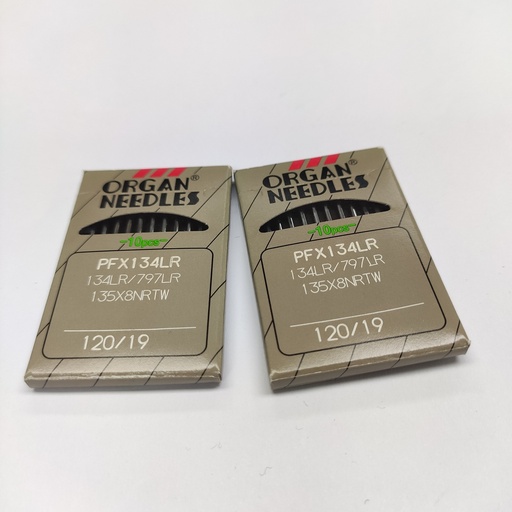 ORGAN®
NEEDLES
-10pcs-
PFX134LR
134LR/797LR
135X8NRTW
120/19
ORGAN®
NEEDLES
-10pcs-
PFX134LR
134LR/797LR
135X8NRTW
120/19